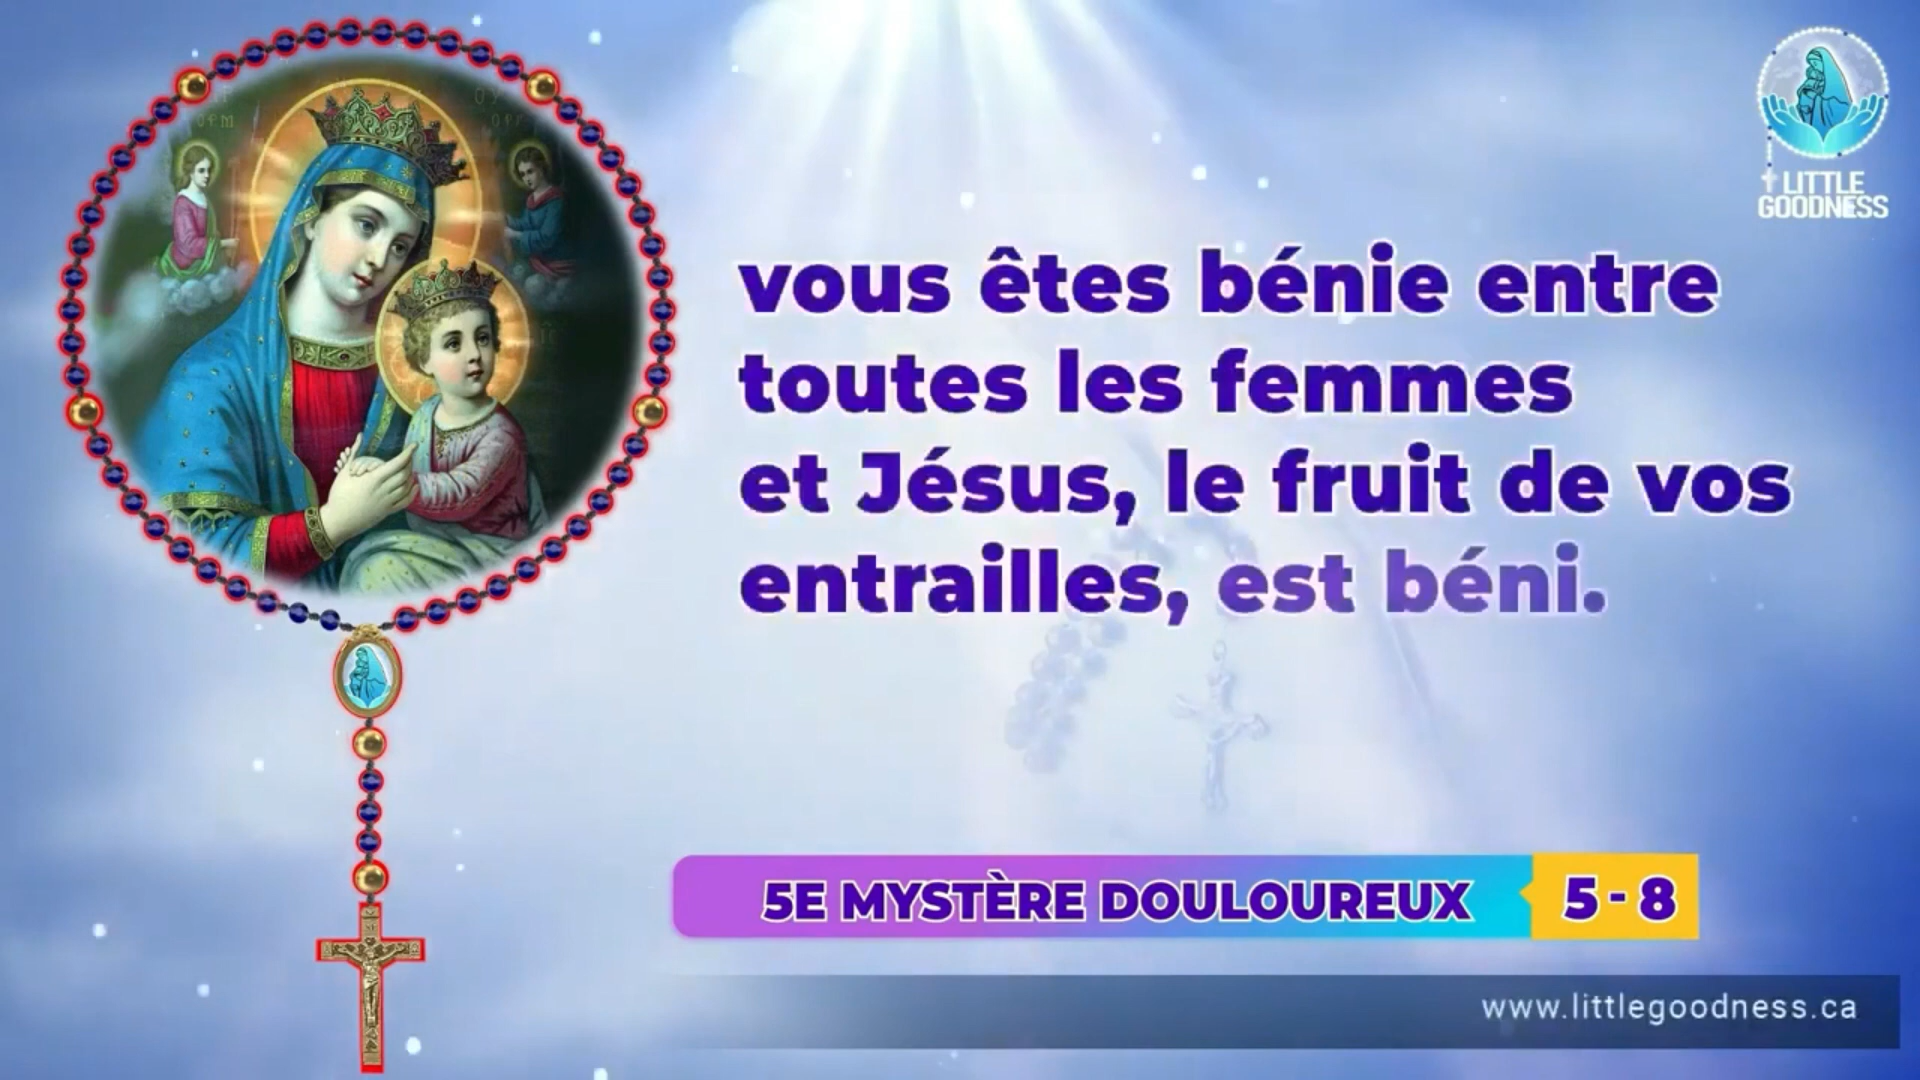 LITTLE
GOODNESS
vous êtes bénie entre
toutes les femmes
et Jésus, le fruit de vos
entrailles, est béni.
5E MYSTÈRE DOULOUREUX 5 - 8
www.littlegoodness.ca